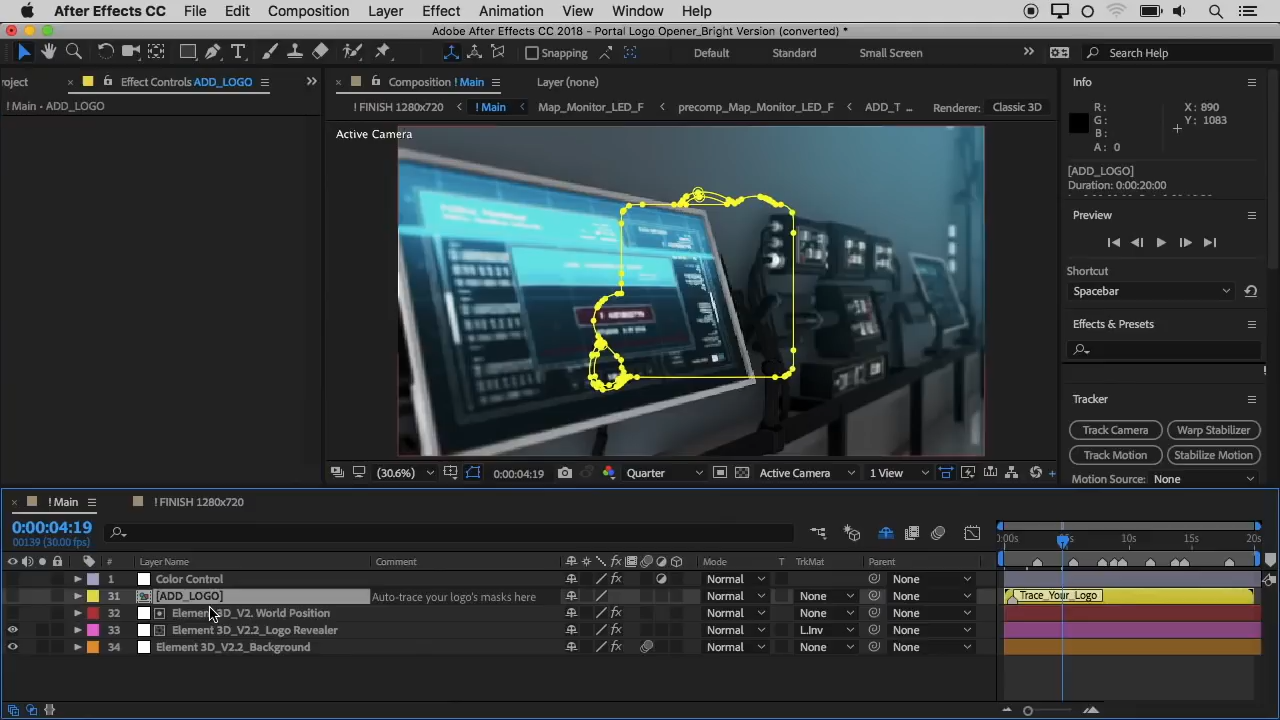 After Effects CC File Edit Composition Layer Effect Animation View Window Help
Adobe After Effects CC 2018 - Portal Logo Opener_Bright Version (converted) *
Snapping Default Standard Small Screen Search Help
roject Effect Controls ADD_LOGO Composition ! Main Layer (none) Info
! Main • ADD_LOGO ! FINISH 1280x720 ! Main Map_Monitor_LED_F precomp_Map_Monitor_LED_F ADD_T ... Renderer: Classic 3D
Active Camera
R: X: 890
G: Y: 1083
B:
A: 0
[ADD_LOGO]
Duration: 0:00:20:00
Preview
Shortcut
Spacebar
Effects & Presets
Tracker
Track Camera Warp Stabilizer
Track Motion Stabilize Motion
Motion Source: None
(30.6%) 0:00:04:19 Quarter Active Camera 1 View +
! Main ! FINISH 1280x720
0:00:04:19
00139 (30.00 fps)
:00s 10s 15s 20s
# Layer Name Comment Mode T TrkMat Parent
1 Color Control Normal None
31 [ADD_LOGO] Auto-trace your logo's masks here Normal None None Trace_Your_Logo
32 Element 3D_V2. World Position Normal None None
33 Element 3D_V2.2_Logo Revealer Normal L.Inv None
34 Element 3D_V2.2_Background Normal None None